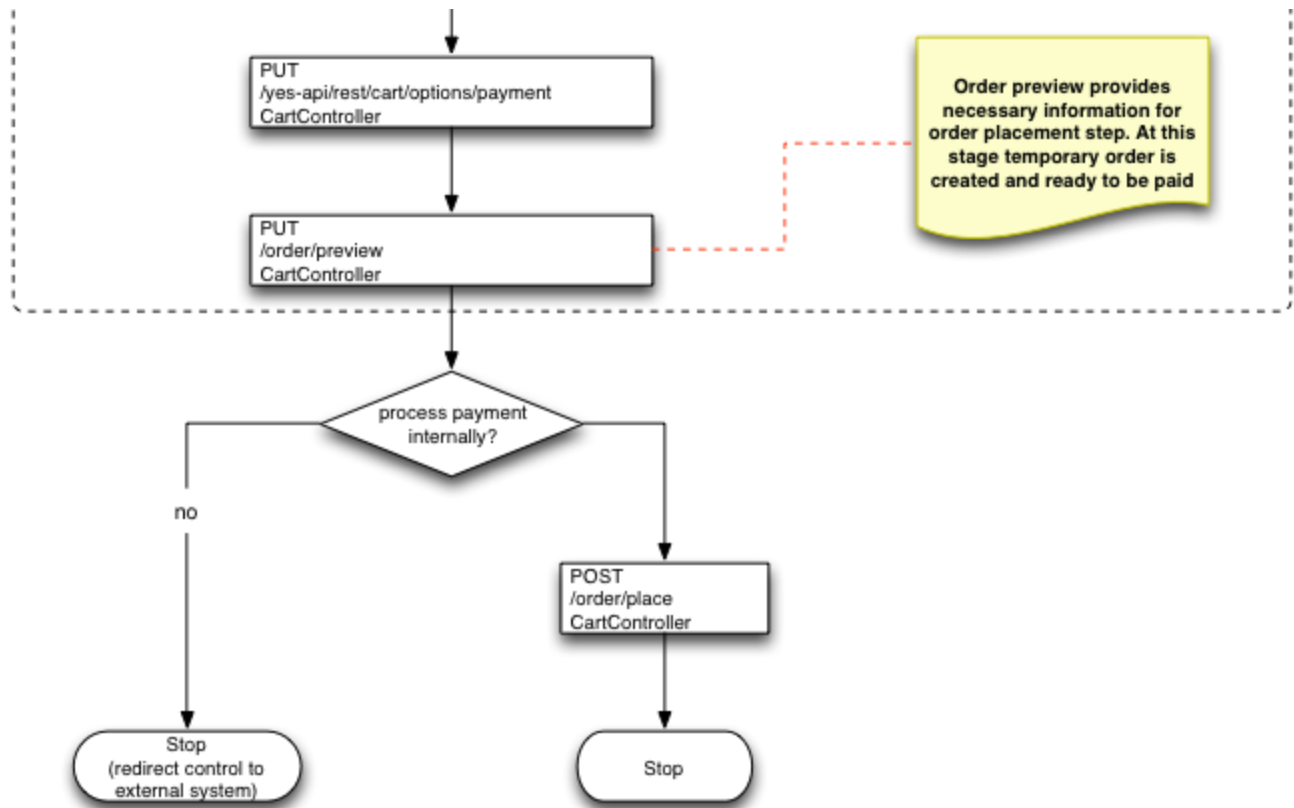 PUT
/yes-api/rest/cart/options/payment
CartController
Order preview provides
necessary information for
order placement step. At this
stage temporary order is
created and ready to be paid
PUT
/order/preview
CartController
process payment
internally?
no
POST
/order/place
CartController
Stop
(redirect control to
external system)
Stop